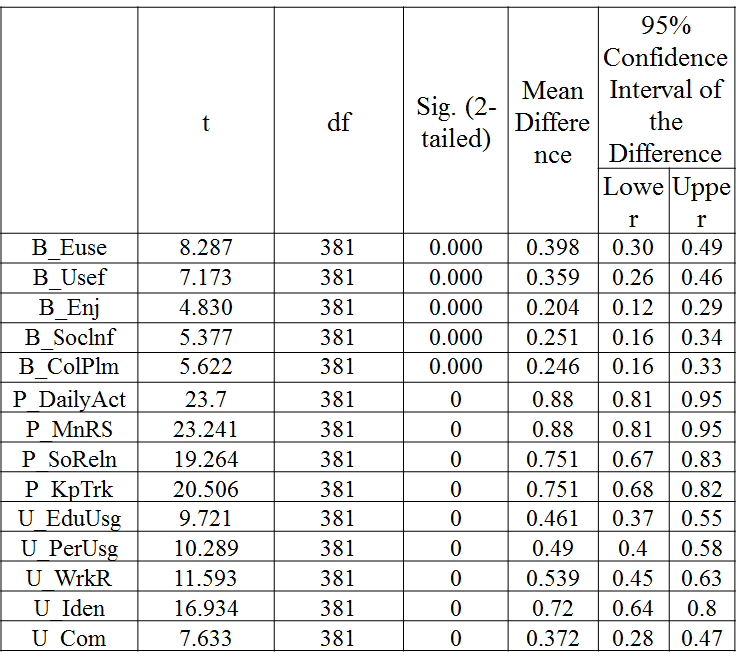 t df Sig. (2-tailed) Mean Difference 95% Confidence Interval of the Difference
Lower Upper
B_Euse 8.287 381 0.000 0.398 0.30 0.49
B_Usef 7.173 381 0.000 0.359 0.26 0.46
B_Enj 4.830 381 0.000 0.204 0.12 0.29
B_SocInf 5.377 381 0.000 0.251 0.16 0.34
B_ColPlm 5.622 381 0.000 0.246 0.16 0.33
P_DailyAct 23.7 381 0 0.88 0.81 0.95
P_MnRS 23.241 381 0 0.88 0.81 0.95
P_SoReln 19.264 381 0 0.751 0.67 0.83
P_KpTrk 20.506 381 0 0.751 0.68 0.82
U_EduUsg 9.721 381 0 0.461 0.37 0.55
U_PerUsg 10.289 381 0 0.49 0.4 0.58
U_WrkR 11.593 381 0 0.539 0.45 0.63
U_Iden 16.934 381 0 0.72 0.64 0.8
U_Com 7.633 381 0 0.372 0.28 0.47